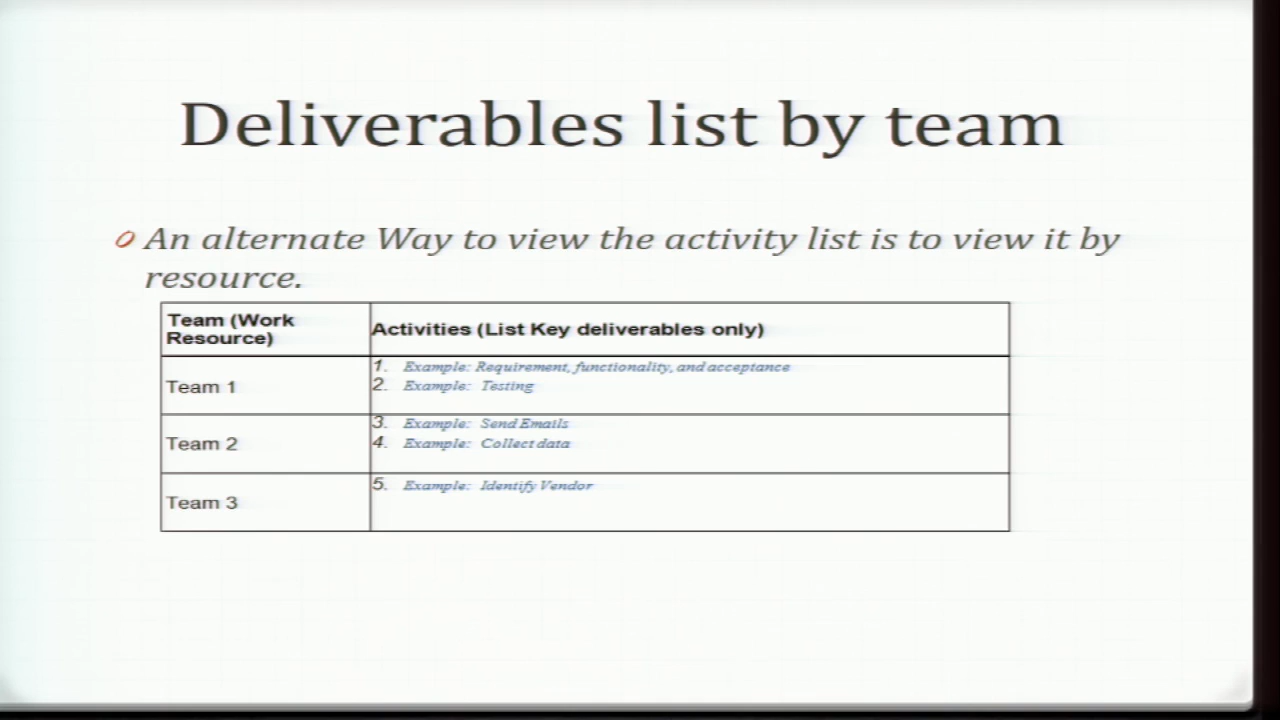 Deliverables list by team
An alternate Way to view the activity list is to view it by
resource.
Team (Work
Resource)
Activities (List Key deliverables only)
Team 1
1. Example: Requirement, functionality, and acceptance
2. Example: Testing
Team 2
3. Example: Send Emails
4. Example: Collect data
Team 3
5. Example: Identify Vendor